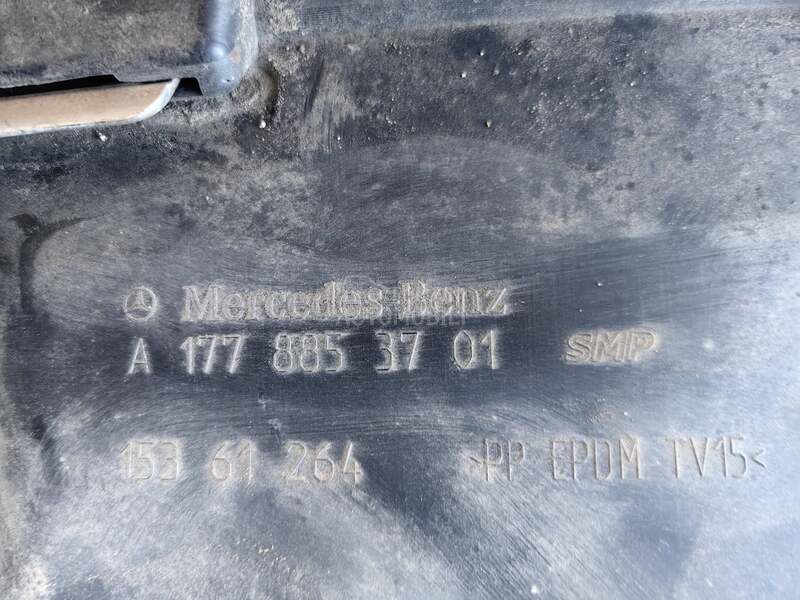 Mercedes-Benz
A 177 885 37 01 SMP
153 61 264 >PP EPDM TV15<